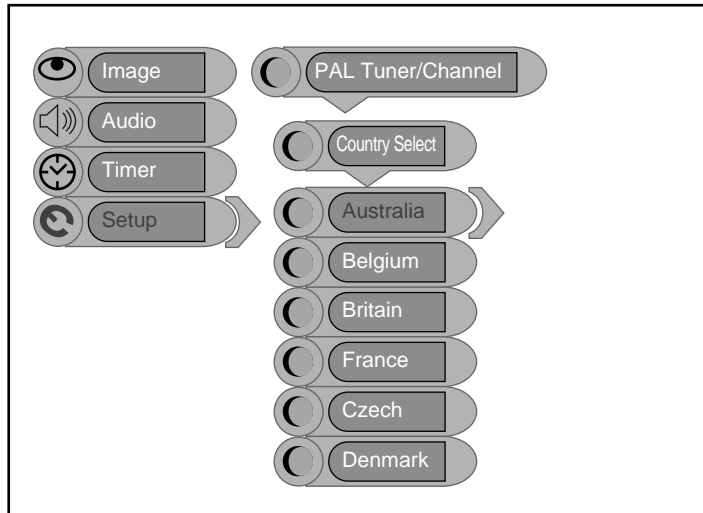 Image
Audio
Timer
Setup
PAL Tuner/Channel
Country Select
Australia
Belgium
Britain
France
Czech
Denmark